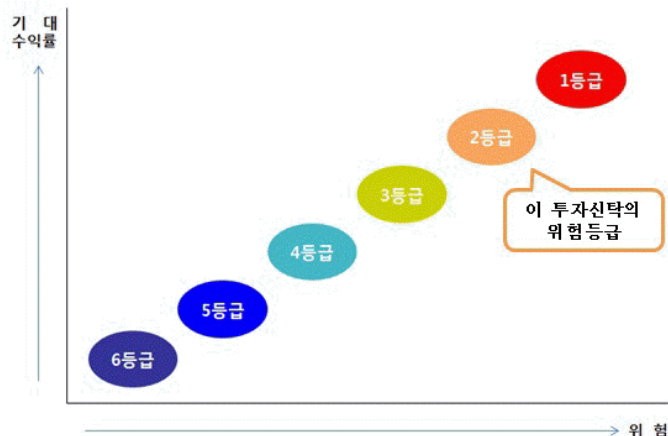 기 대
수익률
1등급
2등급
3등급
이 투자신탁의
위험등급
4등급
5등급
6등급
위 험